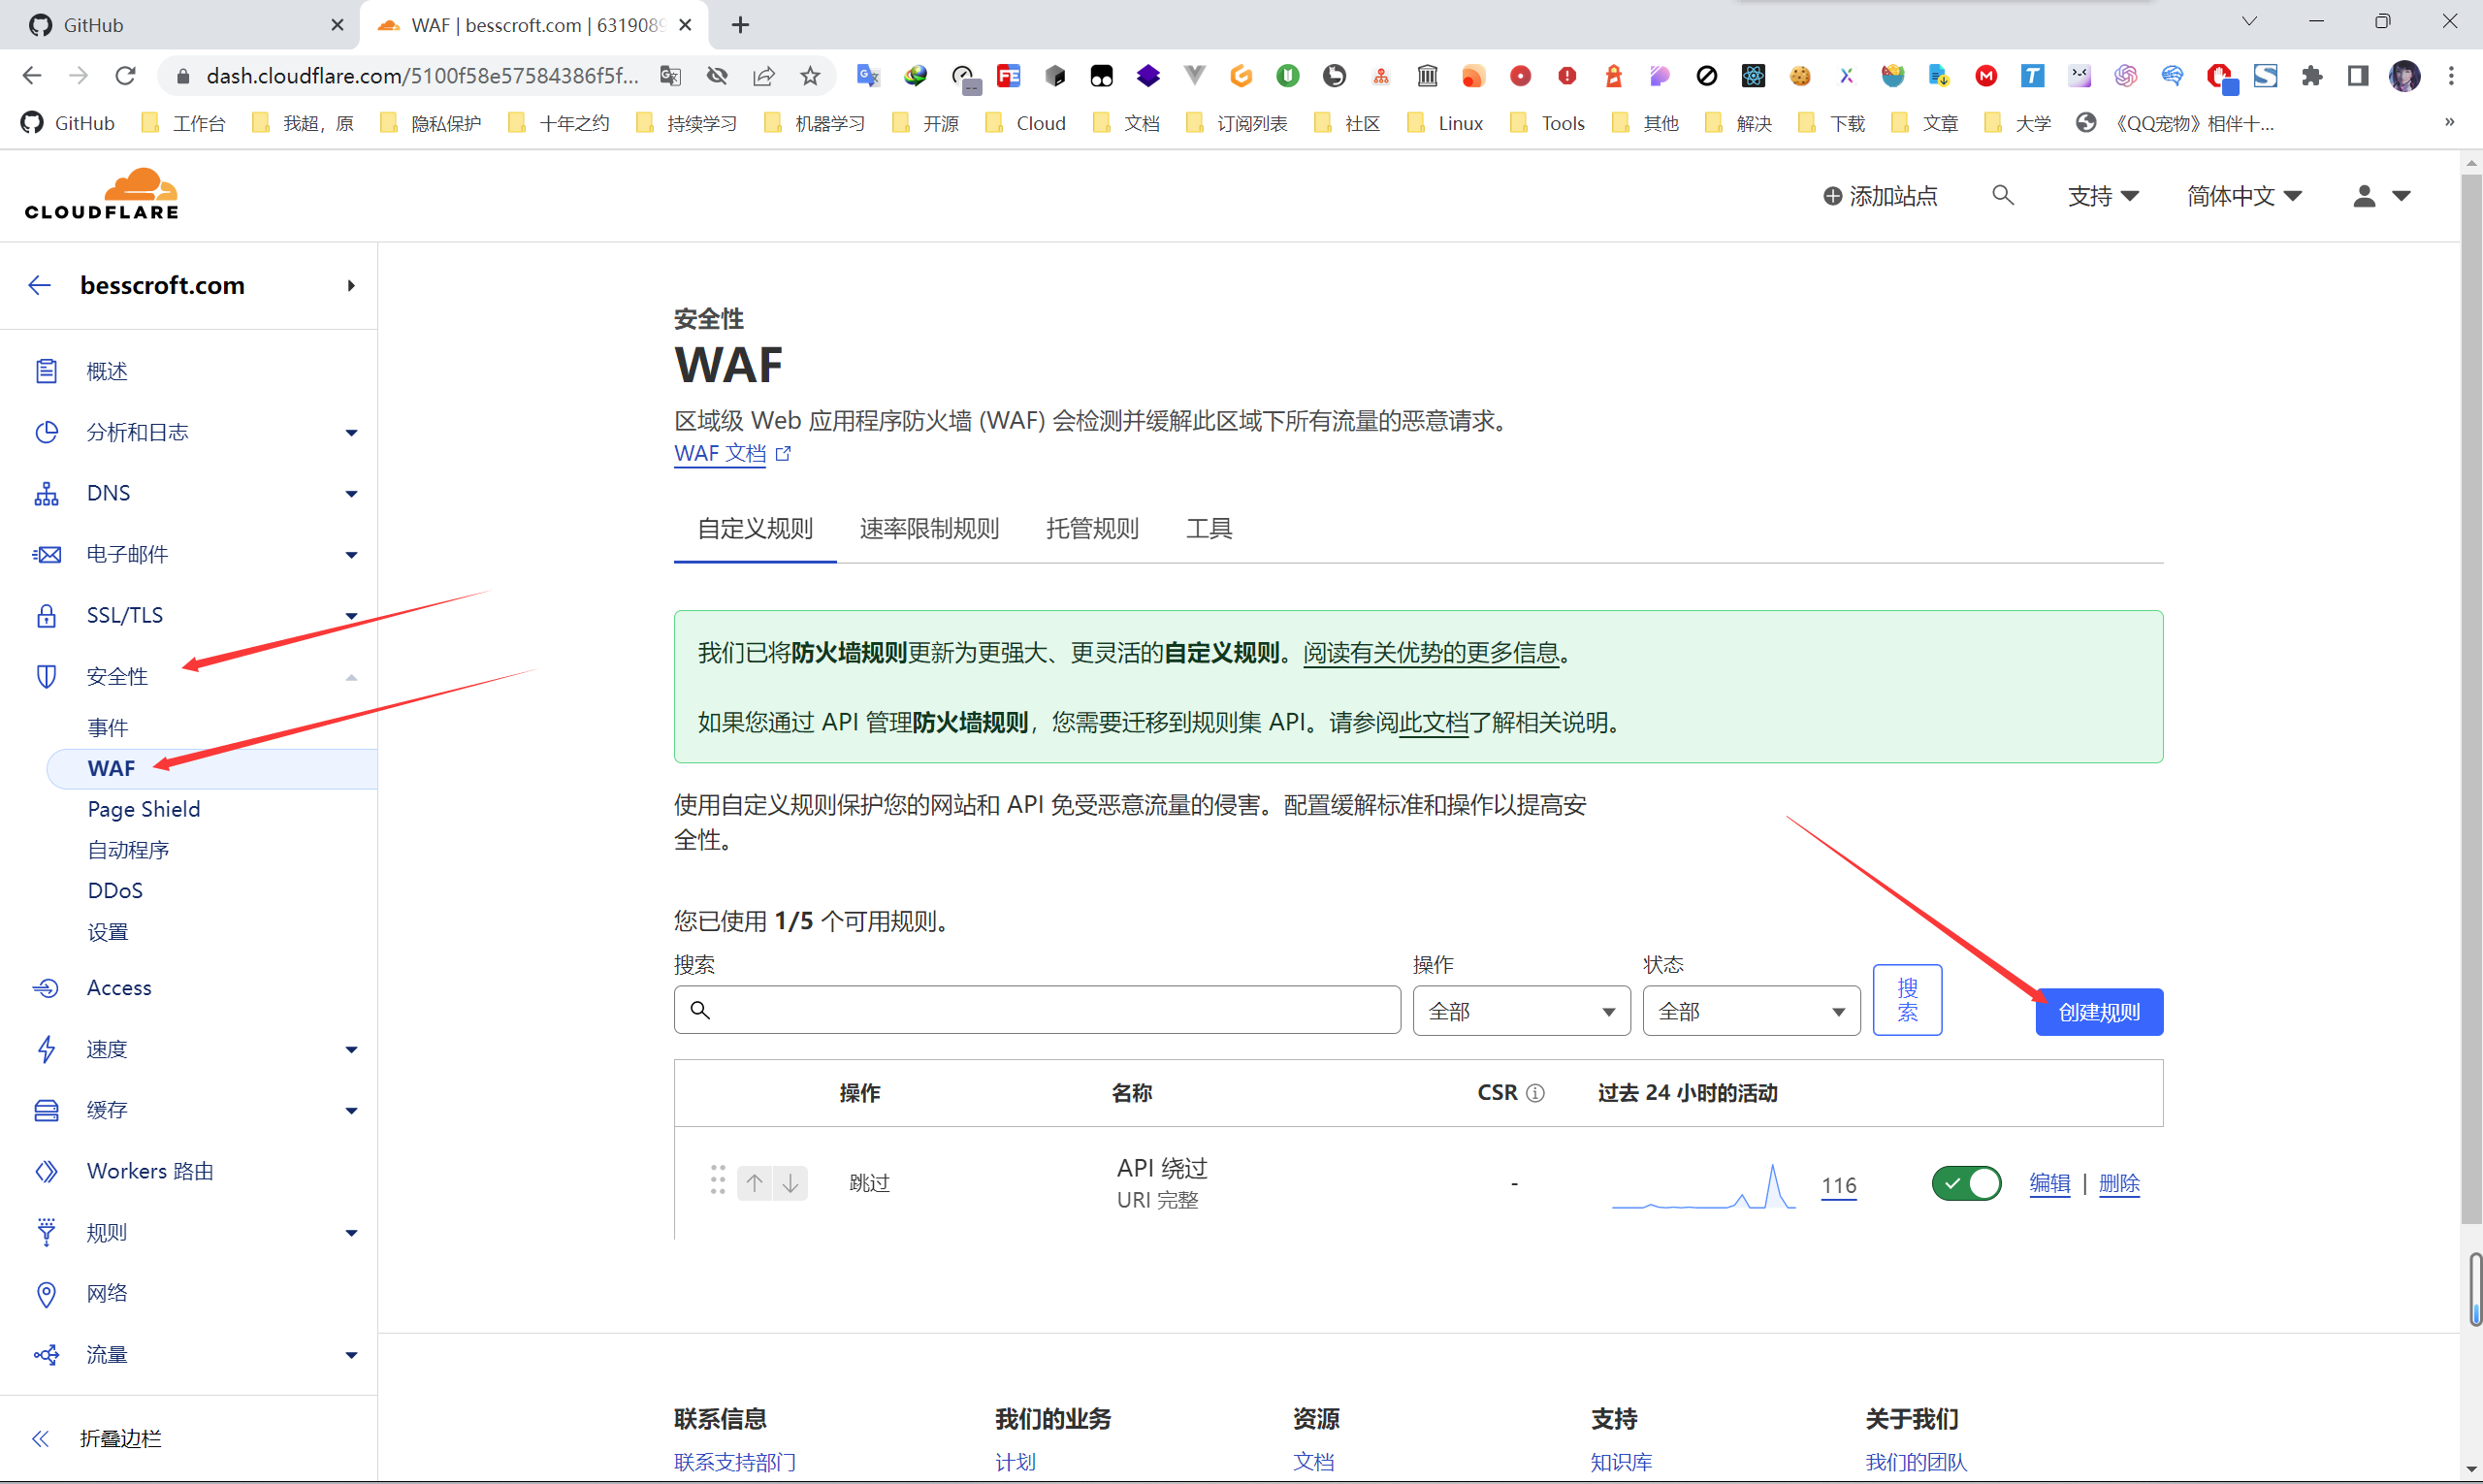 GitHub
WAF | besscroft.com | 6319089
dash.cloudflare.com/5100f58e57584386f5f...
GitHub 工作台 我超，原 隐私保护 十年之约 持续学习 机器学习 开源 Cloud 文档 订阅列表 社区 Linux Tools 其他 解决 下载 文章 大学 《QQ宠物》相伴十... »
CLOUDFLARE
添加站点 支持 简体中文
besscroft.com
概述
分析和日志
DNS
电子邮件
SSL/TLS
安全性
事件
WAF
Page Shield
自动程序
DDoS
设置
Access
速度
缓存
Workers 路由
规则
网络
流量
折叠边栏
安全性
WAF
区域级 Web 应用程序防火墙 (WAF) 会检测并缓解此区域下所有流量的恶意请求。
WAF 文档
自定义规则 速率限制规则 托管规则 工具
我们已将防火墙规则更新为更强大、更灵活的自定义规则。阅读有关优势的更多信息。
如果您通过 API 管理防火墙规则，您需要迁移到规则集 API。请参阅此文档了解相关说明。
使用自定义规则保护您的网站和 API 免受恶意流量的侵害。配置缓解标准和操作以提高安
全性。
您已使用 1/5 个可用规则。
搜索 操作 状态
全部 全部 搜索 创建规则
操作 名称 CSR 过去 24 小时的活动
跳过 API 绕过 - 116 编辑 | 删除
URI 完整
联系信息 我们的业务 资源 支持 关于我们
联系支持部门 计划 文档 知识库 我们的团队